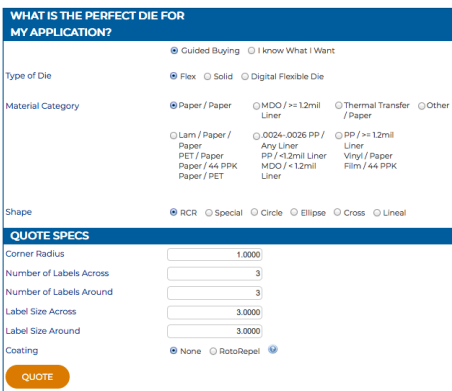 WHAT IS THE PERFECT DIE FOR
MY APPLICATION?
Guided Buying I know What I Want
Type of Die Flex Solid Digital Flexible Die
Material Category Paper / Paper MDO / >= 1.2mil Thermal Transfer Other
Liner / Paper
Lam / Paper / .0024-.0026 PP / PP / >= 1.2mil
Paper Any Liner Liner
PET / Paper PP / <1.2mil Liner Vinyl / Paper
Paper / 44 PPK MDO / < 1.2mil Film / 44 PPK
Paper / PET Liner
Shape RCR Special Circle Ellipse Cross Lineal
QUOTE SPECS
Corner Radius 1.0000
Number of Labels Across 3
Number of Labels Around 3
Label Size Across 3.0000
Label Size Around 3.0000
Coating None RotoRepel ?
QUOTE